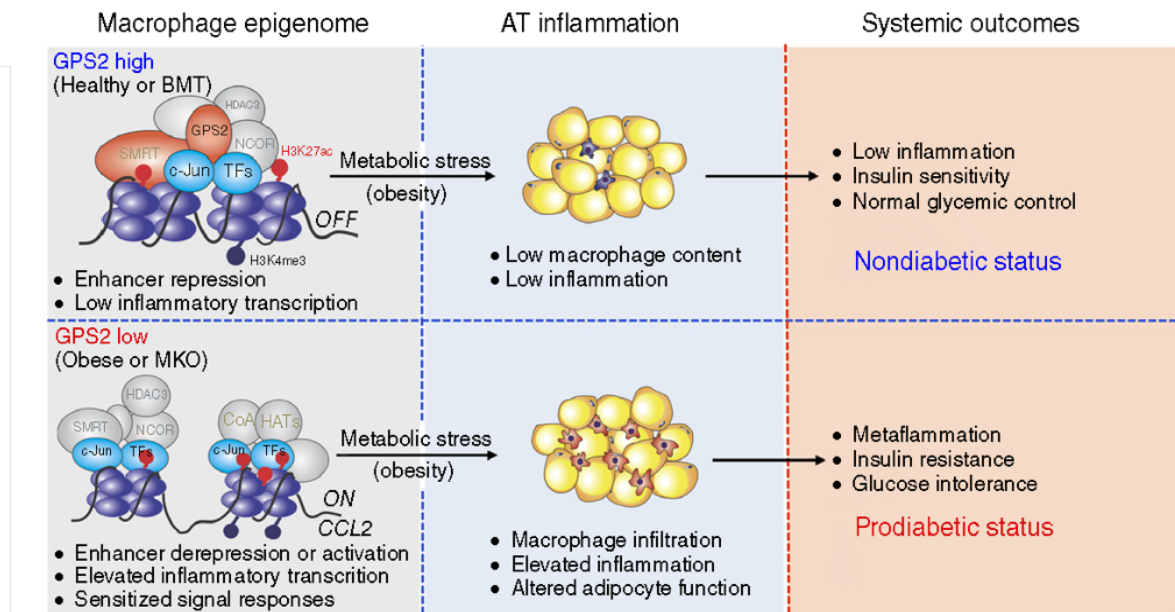 Macrophage epigenome
AT inflammation
Systemic outcomes
GPS2 high
(Healthy or BMT)
HDAC3
GPS2
NCOR
SMRT
H3K27ac
c-Jun
TFs
OFF
H3K4me3
• Enhancer repression
• Low inflammatory transcription
Metabolic stress
(obesity)
• Low macrophage content
• Low inflammation
• Low inflammation
• Insulin sensitivity
• Normal glycemic control
Nondiabetic status
GPS2 low
(Obese or MKO)
HDAC3
SMRT
NCOR
c-Jun
TFs
CoA
HATs
c-Jun
TFs
ON
CCL2
• Enhancer derepression or activation
• Elevated inflammatory transcrition
• Sensitized signal responses
Metabolic stress
(obesity)
• Macrophage infiltration
• Elevated inflammation
• Altered adipocyte function
• Metaflammation
• Insulin resistance
• Glucose intolerance
Prodiabetic status